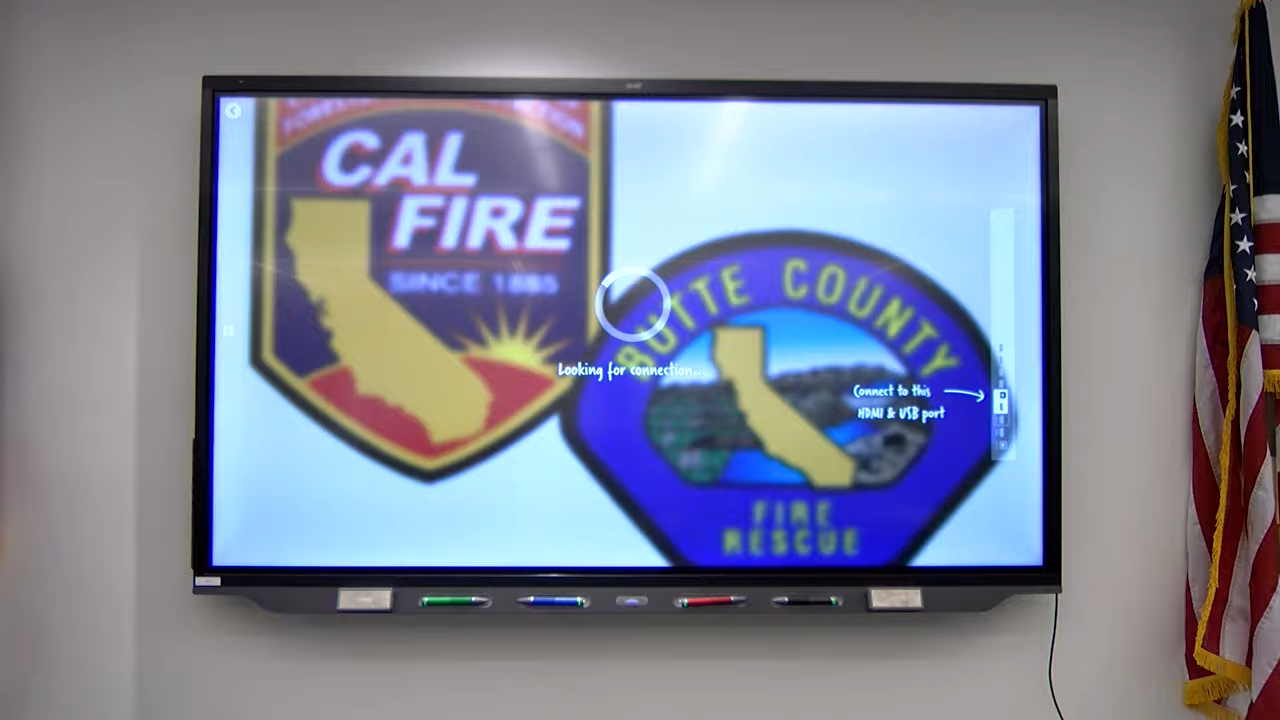 CAL
FIRE
SINCE 1885
BUTTE COUNTY
Looking for connection...
Connect to this
HDMI & USB port
FIRE
RESCUE